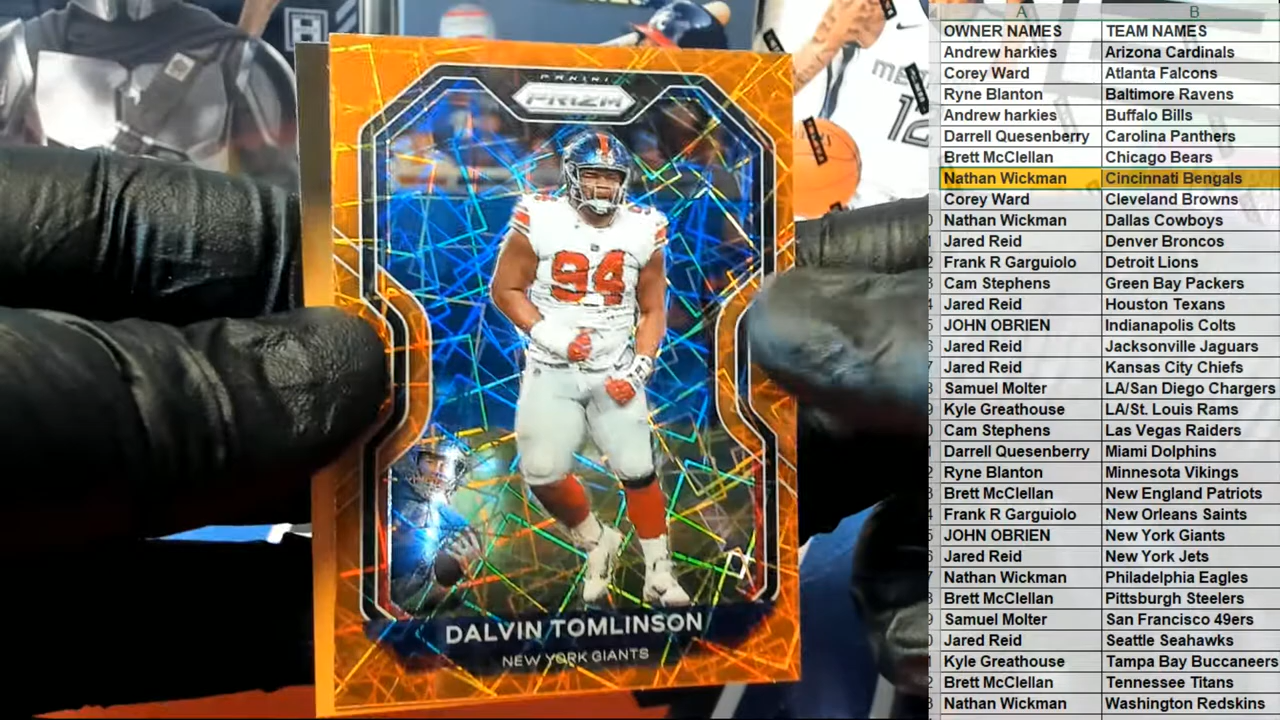 PANINI
PRIZM
94
DALVIN TOMLINSON
NEW YORK GIANTS
12
A B
OWNER NAMES TEAM NAMES
Andrew harkies Arizona Cardinals
Corey Ward Atlanta Falcons
Ryne Blanton Baltimore Ravens
Andrew harkies Buffalo Bills
Darrell Quesenberry Carolina Panthers
Brett McClellan Chicago Bears
Nathan Wickman Cincinnati Bengals
Corey Ward Cleveland Browns
Nathan Wickman Dallas Cowboys
Jared Reid Denver Broncos
Frank R Garguiolo Detroit Lions
Cam Stephens Green Bay Packers
Jared Reid Houston Texans
JOHN OBRIEN Indianapolis Colts
Jared Reid Jacksonville Jaguars
Jared Reid Kansas City Chiefs
Samuel Molter LA/San Diego Chargers
Kyle Greathouse LA/St. Louis Rams
Cam Stephens Las Vegas Raiders
Darrell Quesenberry Miami Dolphins
Ryne Blanton Minnesota Vikings
Brett McClellan New England Patriots
Frank R Garguiolo New Orleans Saints
JOHN OBRIEN New York Giants
Jared Reid New York Jets
Nathan Wickman Philadelphia Eagles
Brett McClellan Pittsburgh Steelers
Samuel Molter San Francisco 49ers
Jared Reid Seattle Seahawks
Kyle Greathouse Tampa Bay Buccaneers
Brett McClellan Tennessee Titans
Nathan Wickman Washington Redskins